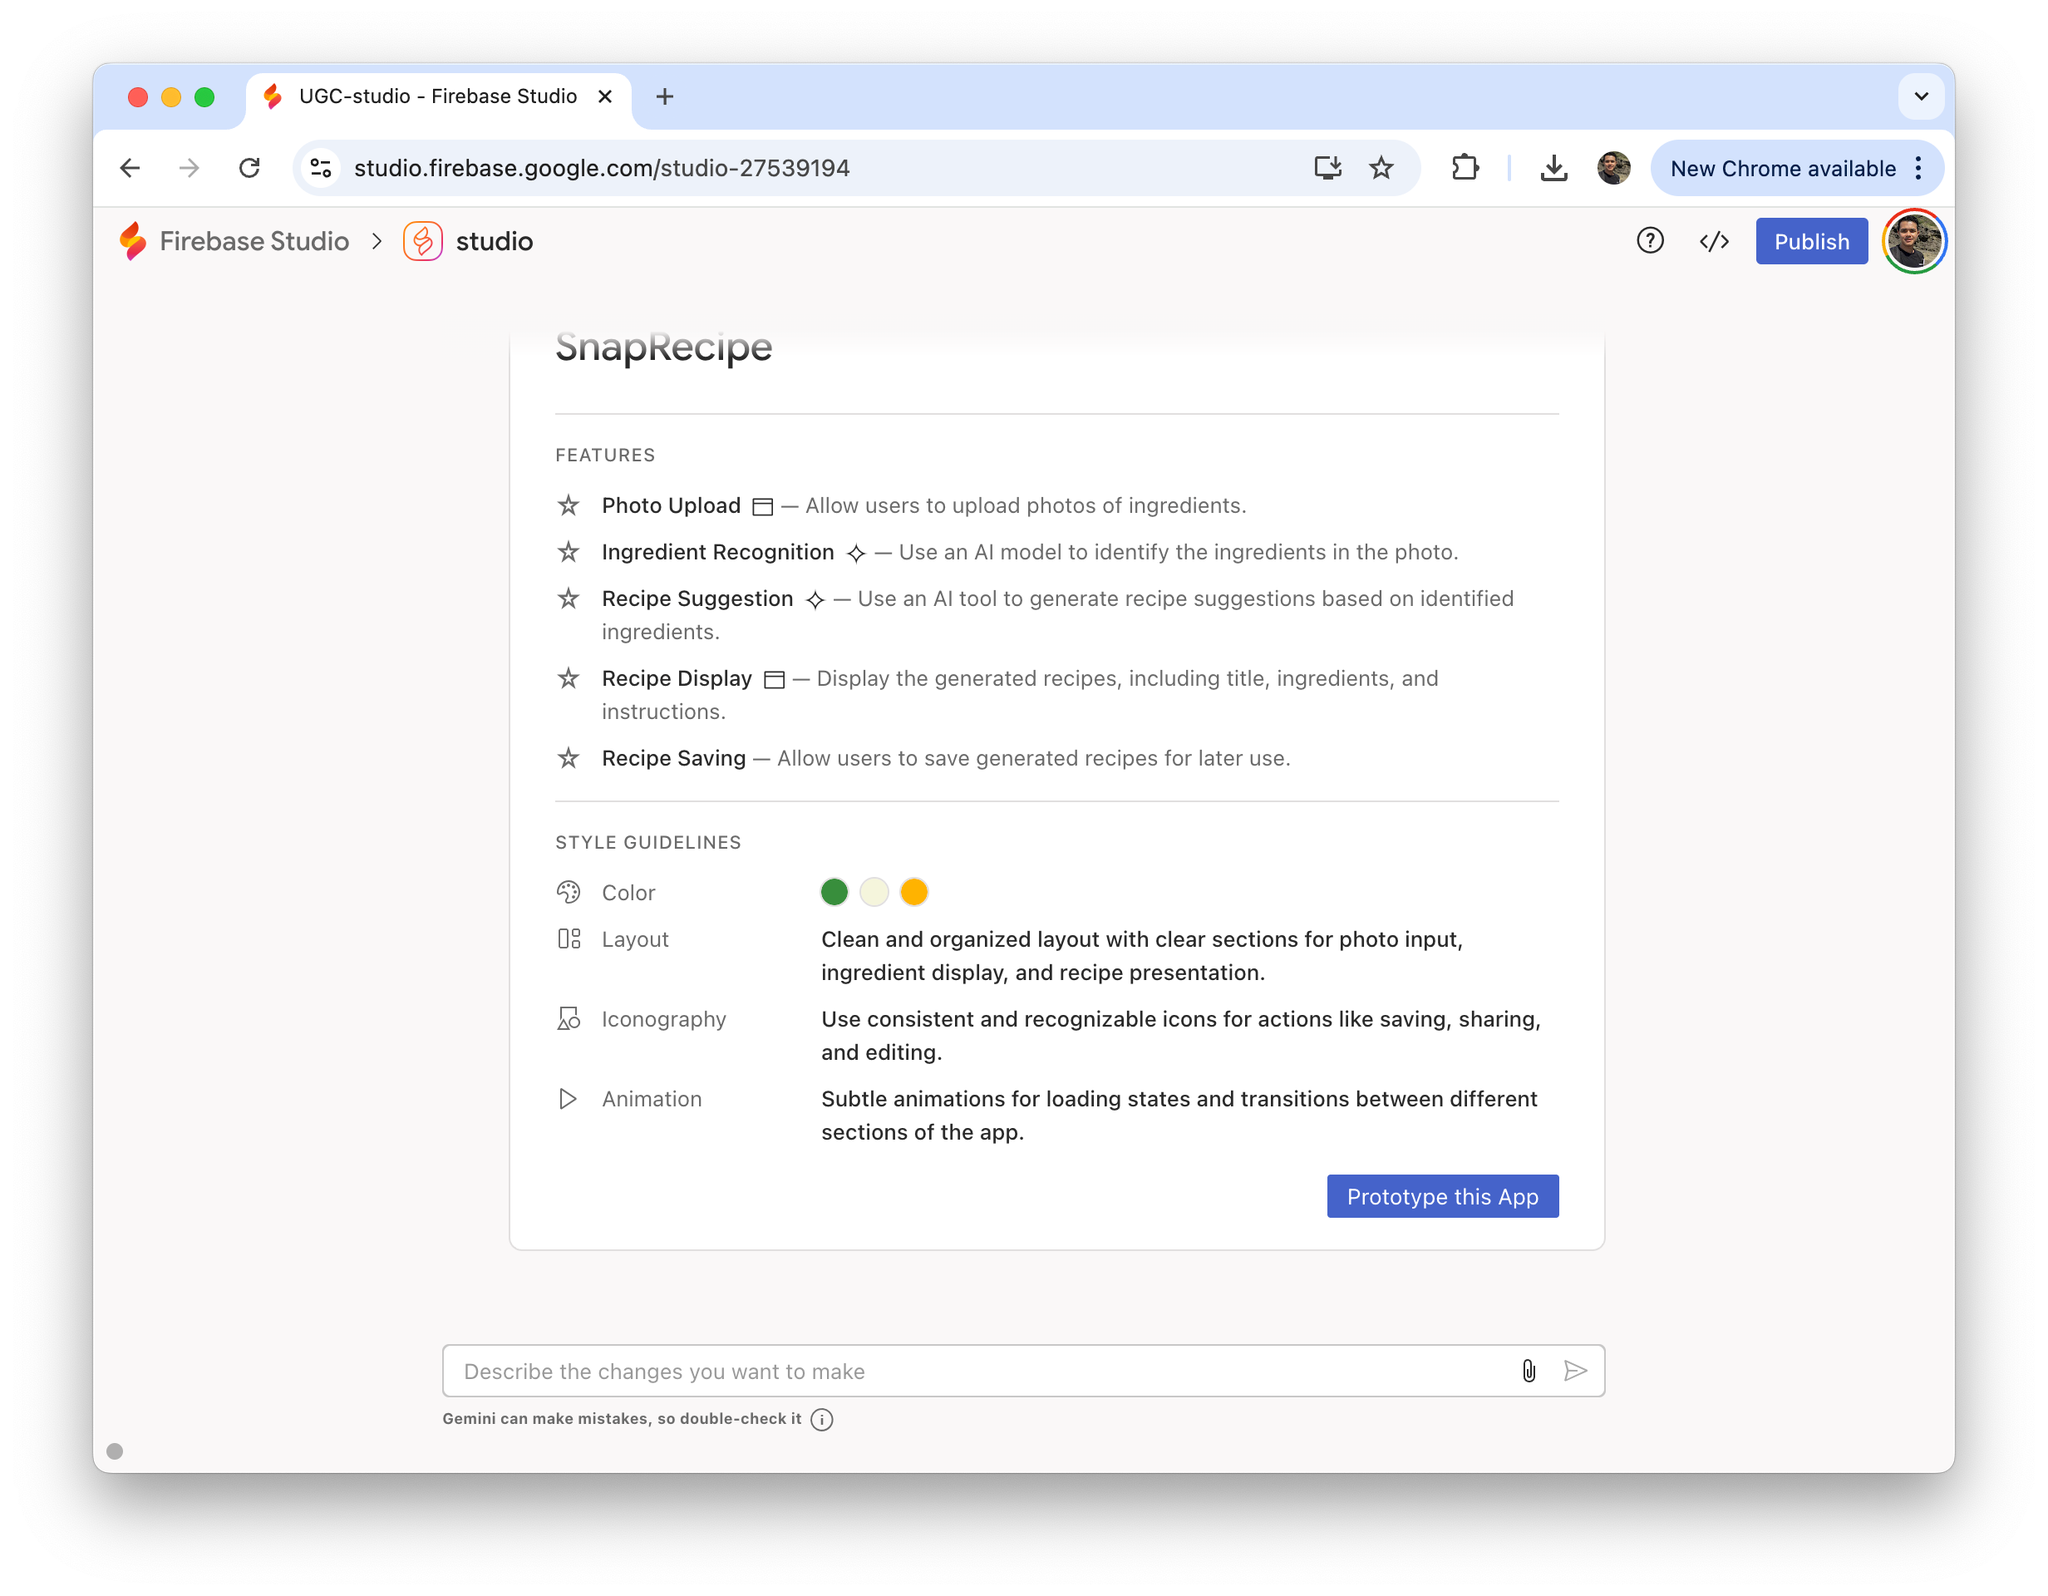 UGC-studio - Firebase Studio
studio.firebase.google.com/studio-27539194
New Chrome available
Firebase Studio
studio
Publish
SnapRecipe
FEATURES
Photo Upload — Allow users to upload photos of ingredients.
Ingredient Recognition — Use an AI model to identify the ingredients in the photo.
Recipe Suggestion — Use an AI tool to generate recipe suggestions based on identified
ingredients.
Recipe Display — Display the generated recipes, including title, ingredients, and
instructions.
Recipe Saving — Allow users to save generated recipes for later use.
STYLE GUIDELINES
Color
Layout
Clean and organized layout with clear sections for photo input,
ingredient display, and recipe presentation.
Iconography
Use consistent and recognizable icons for actions like saving, sharing,
and editing.
Animation
Subtle animations for loading states and transitions between different
sections of the app.
Prototype this App
Describe the changes you want to make
Gemini can make mistakes, so double-check it